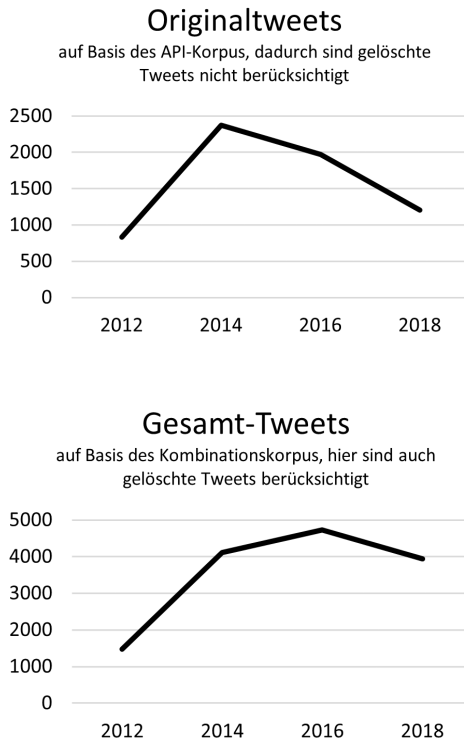 Originaltweets
auf Basis des API-Korpus, dadurch sind gelöschte
Tweets nicht berücksichtigt
2500
2000
1500
1000
500
0
2012 2014 2016 2018
Gesamt-Tweets
auf Basis des Kombinationskorpus, hier sind auch
gelöschte Tweets berücksichtigt
5000
4000
3000
2000
1000
0
2012 2014 2016 2018